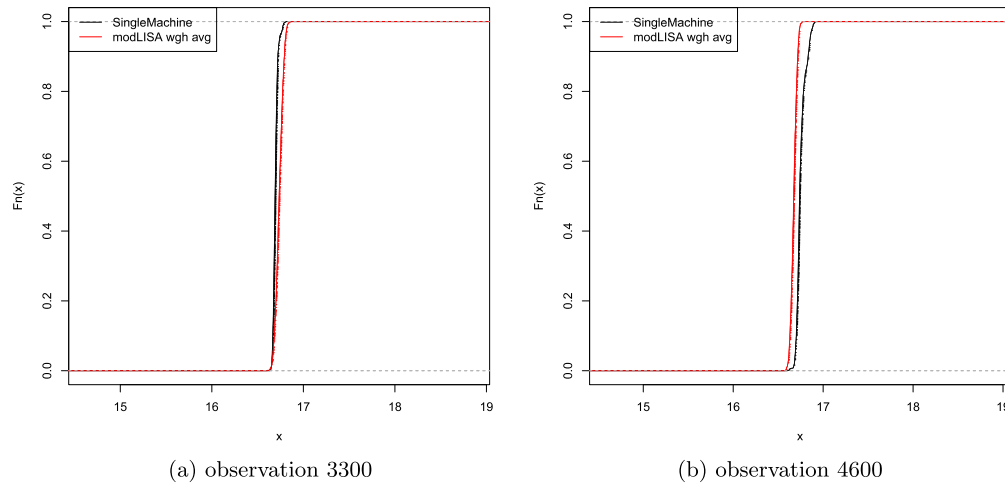 SingleMachine
modLISA wgh avg
1.0
0.8
0.6
0.4
0.2
0.0
Fn(x)
15
16
17
18
19
x
(a) observation 3300
SingleMachine
modLISA wgh avg
1.0
0.8
0.6
0.4
0.2
0.0
Fn(x)
15
16
17
18
19
x
(b) observation 4600